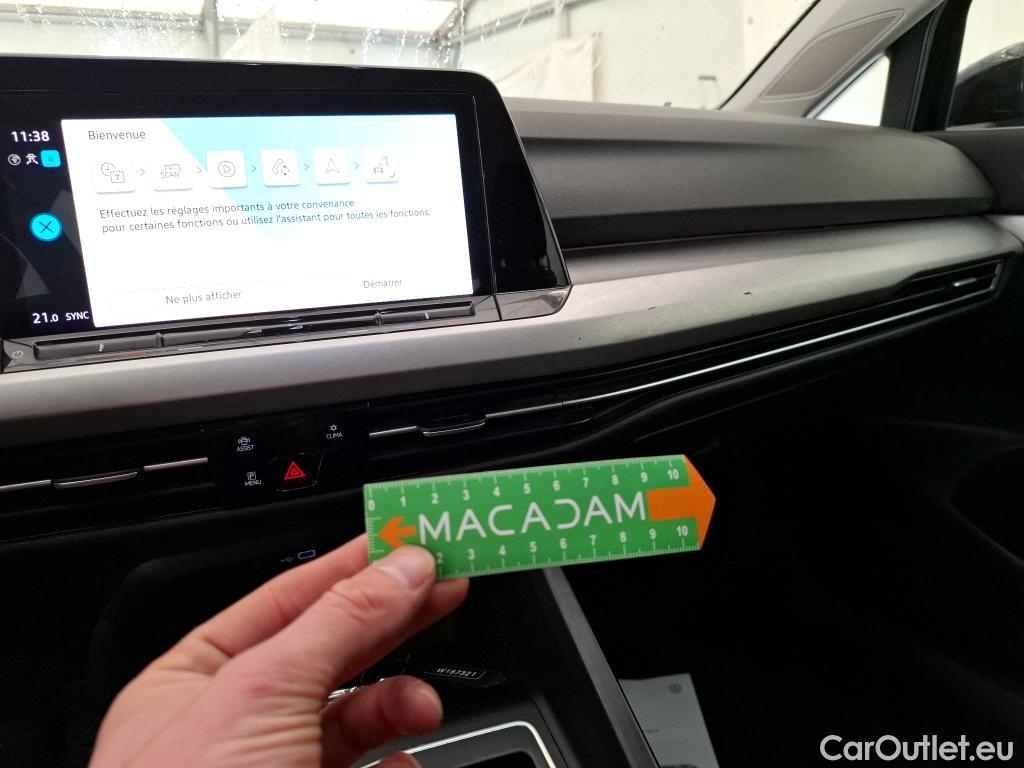 11:38
4
Bienvenue
7
SCAN
Effectuez les réglages importants à votre convenance
pour certaines fonctions ou utilisez l'assistant pour toutes les fonctions.
Ne plus afficher
Démarrer
21.0 SYNC
ASSIST
CLIMA
MENU
0 1 2 3 4 5 6 7 8 9 10
MACADAM
2 3 4 5 6 7 8 9 10
W187321
CarOutlet.eu